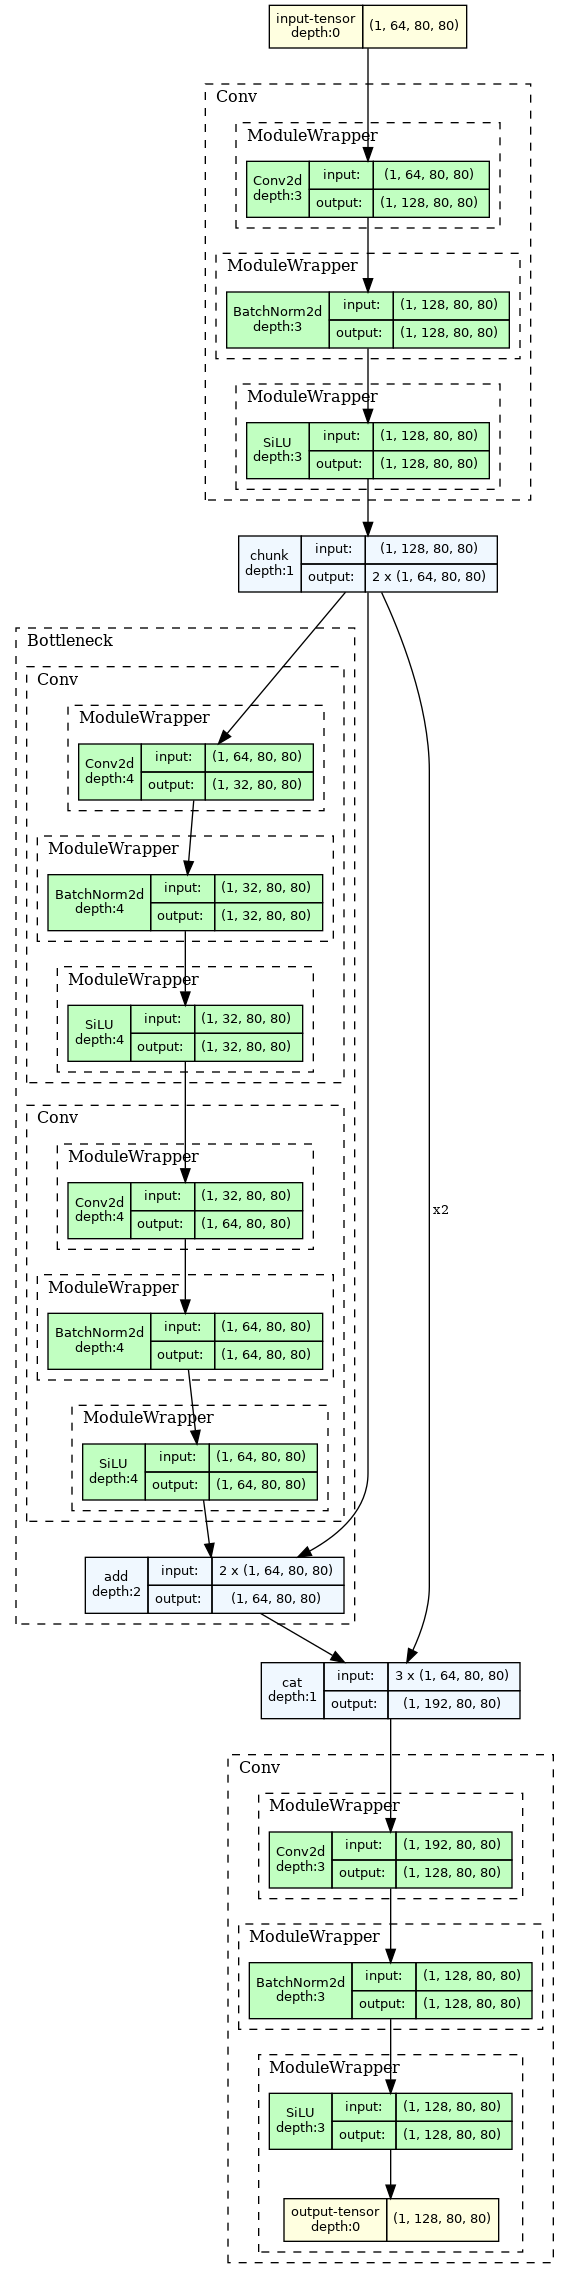 input-tensor
depth:0
(1, 64, 80, 80)
Conv
ModuleWrapper
Conv2d
depth:3
input:
(1, 64, 80, 80)
output:
(1, 128, 80, 80)
ModuleWrapper
BatchNorm2d
depth:3
input:
(1, 128, 80, 80)
output:
(1, 128, 80, 80)
ModuleWrapper
SiLU
depth:3
input:
(1, 128, 80, 80)
output:
(1, 128, 80, 80)
chunk
depth:1
input:
(1, 128, 80, 80)
output:
2 x (1, 64, 80, 80)
Bottleneck
Conv
ModuleWrapper
Conv2d
depth:4
input:
(1, 64, 80, 80)
output:
(1, 32, 80, 80)
ModuleWrapper
BatchNorm2d
depth:4
input:
(1, 32, 80, 80)
output:
(1, 32, 80, 80)
ModuleWrapper
SiLU
depth:4
input:
(1, 32, 80, 80)
output:
(1, 32, 80, 80)
Conv
ModuleWrapper
Conv2d
depth:4
input:
(1, 32, 80, 80)
output:
(1, 64, 80, 80)
x2
ModuleWrapper
BatchNorm2d
depth:4
input:
(1, 64, 80, 80)
output:
(1, 64, 80, 80)
ModuleWrapper
SiLU
depth:4
input:
(1, 64, 80, 80)
output:
(1, 64, 80, 80)
add
depth:2
input:
2 x (1, 64, 80, 80)
output:
(1, 64, 80, 80)
cat
depth:1
input:
3 x (1, 64, 80, 80)
output:
(1, 192, 80, 80)
Conv
ModuleWrapper
Conv2d
depth:3
input:
(1, 192, 80, 80)
output:
(1, 128, 80, 80)
ModuleWrapper
BatchNorm2d
depth:3
input:
(1, 128, 80, 80)
output:
(1, 128, 80, 80)
ModuleWrapper
SiLU
depth:3
input:
(1, 128, 80, 80)
output:
(1, 128, 80, 80)
output-tensor
depth:0
(1, 128, 80, 80)